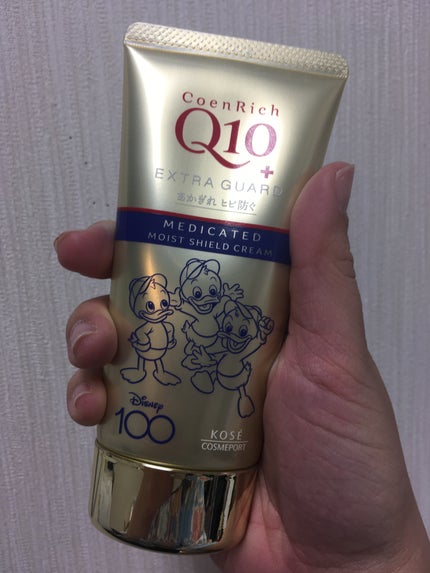 CoenRich
Q10
+
EXTRA GUARD
あかぎれ ヒビ防ぐ
MEDICATED
MOIST SHIELD CREAM
Disney
100
KOSÉ
COSMEPORT